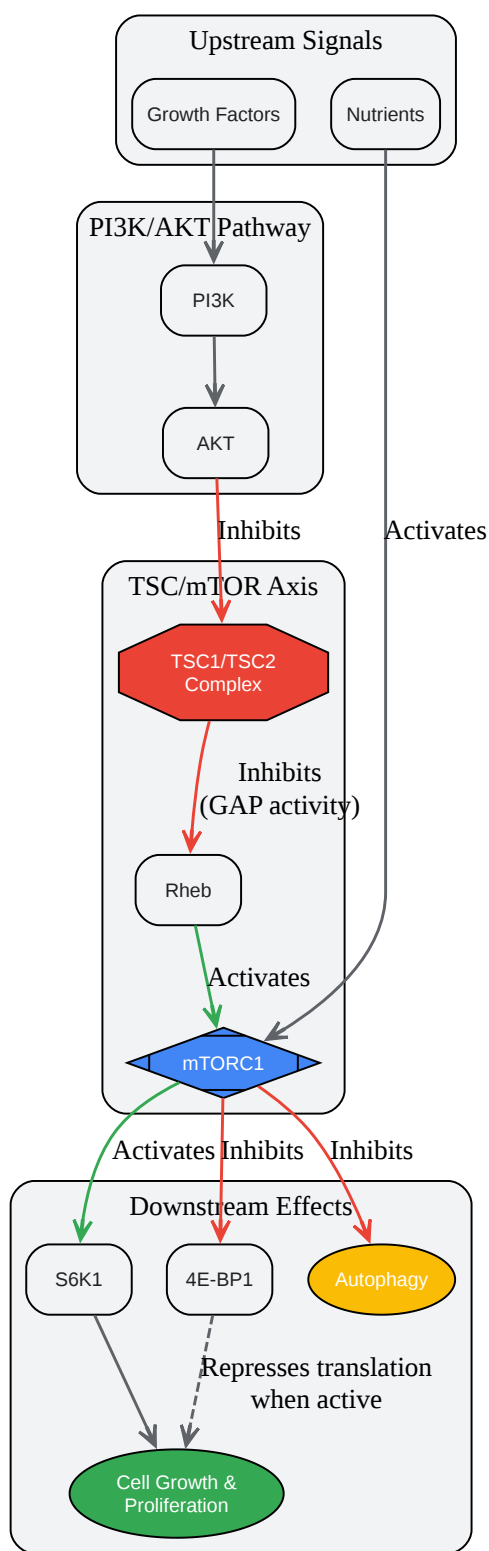 Upstream Signals
Growth Factors
Nutrients
PI3K/AKT Pathway
PI3K
AKT
Inhibits
Activates
TSC/mTOR Axis
TSC1/TSC2
Complex
Inhibits
(GAP activity)
Rheb
Activates
mTORC1
Activates
Inhibits
Inhibits
Downstream Effects
S6K1
4E-BP1
Autophagy
Represses translation
when active
Cell Growth &
Proliferation